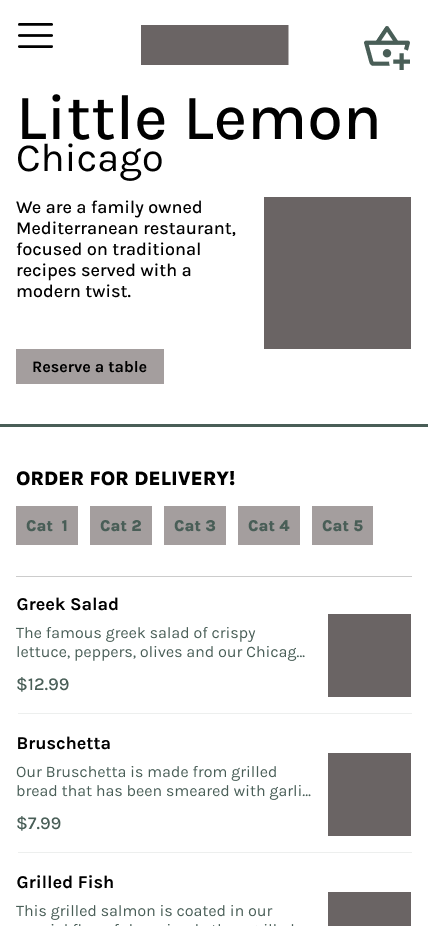 Little Lemon
Chicago
We are a family owned
Mediterranean restaurant,
focused on traditional
recipes served with a
modern twist.
Reserve a table
ORDER FOR DELIVERY!
Cat 1
Cat 2
Cat 3
Cat 4
Cat 5
Greek Salad
The famous greek salad of crispy
lettuce, peppers, olives and our Chicag...
$12.99
Bruschetta
Our Bruschetta is made from grilled
bread that has been smeared with garli...
$7.99
Grilled Fish
This grilled salmon is coated in our